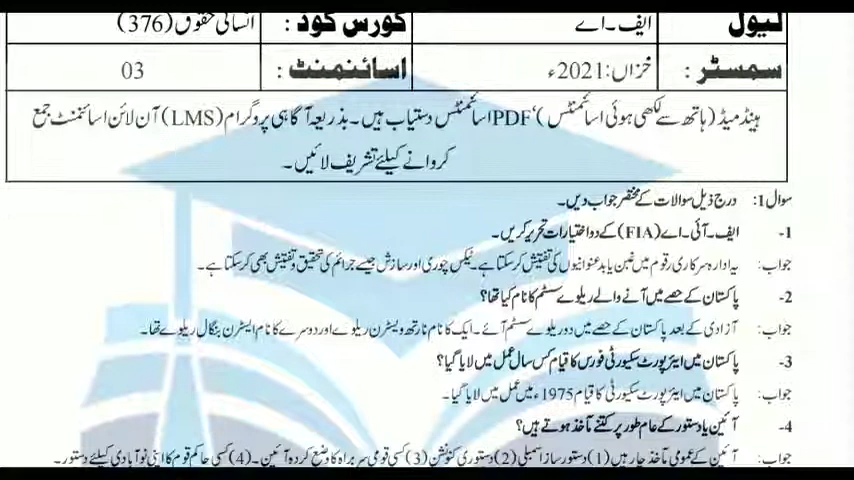 لیول ایف۔اے کورس کوڈ : انسانی حقوق (376)
سمسٹر : خزاں:2021ء اسائنمنٹ : 03
ہینڈ میڈ (ہاتھ سے لکھی ہوئی اسائمنٹس)‘PDF اسائمنٹس دستیاب ہیں۔ بذریعہ آگاہی پروگرام (LMS) آن لائن اسائنمنٹ جمع
کروانے کیلئے تشریف لائیں۔
سوال 1: درج ذیل سوالات کے مختصر جواب دیں۔
1- ایف۔آئی۔اے (FIA) کے دو اختیارات تحریر کریں۔
جواب: یہ ادارہ سرکاری رقوم میں غبن یا بدعنوانیوں کی تفتیش کر سکتا ہے۔ ٹیکس چوری اور سازش جیسے جرائم کی تحقیق و تفتیش بھی کر سکتا ہے۔
2- پاکستان کے حصے میں آنے والے ریلوے سسٹم کا نام کیا تھا؟
جواب: آزادی کے بعد پاکستان کے حصے میں دو ریلوے سسٹم آئے۔ ایک کا نام نارتھ ویسٹرن ریلوے اور دوسرے کا نام ایسٹرن بنگال ریلوے تھا۔
3- پاکستان میں ایئرپورٹ سکیورٹی فورس کا قیام کس سال عمل میں لایا گیا؟
جواب: پاکستان میں ایئرپورٹ سکیورٹی کا قیام 1975ء میں عمل میں لایا گیا۔
4- آئین یا دستور کے عام طور پر کتنے مآخذ ہوتے ہیں؟
جواب: آئین کے عمومی مآخذ چار ہیں (1) دستور ساز اسمبلی (2) دستوری کنونشن (3) کسی قومی سربراہ کا وضع کردہ آئین۔ (4) کسی حاکم قوم کا اپنی نو آبادی کیلئے دستور۔